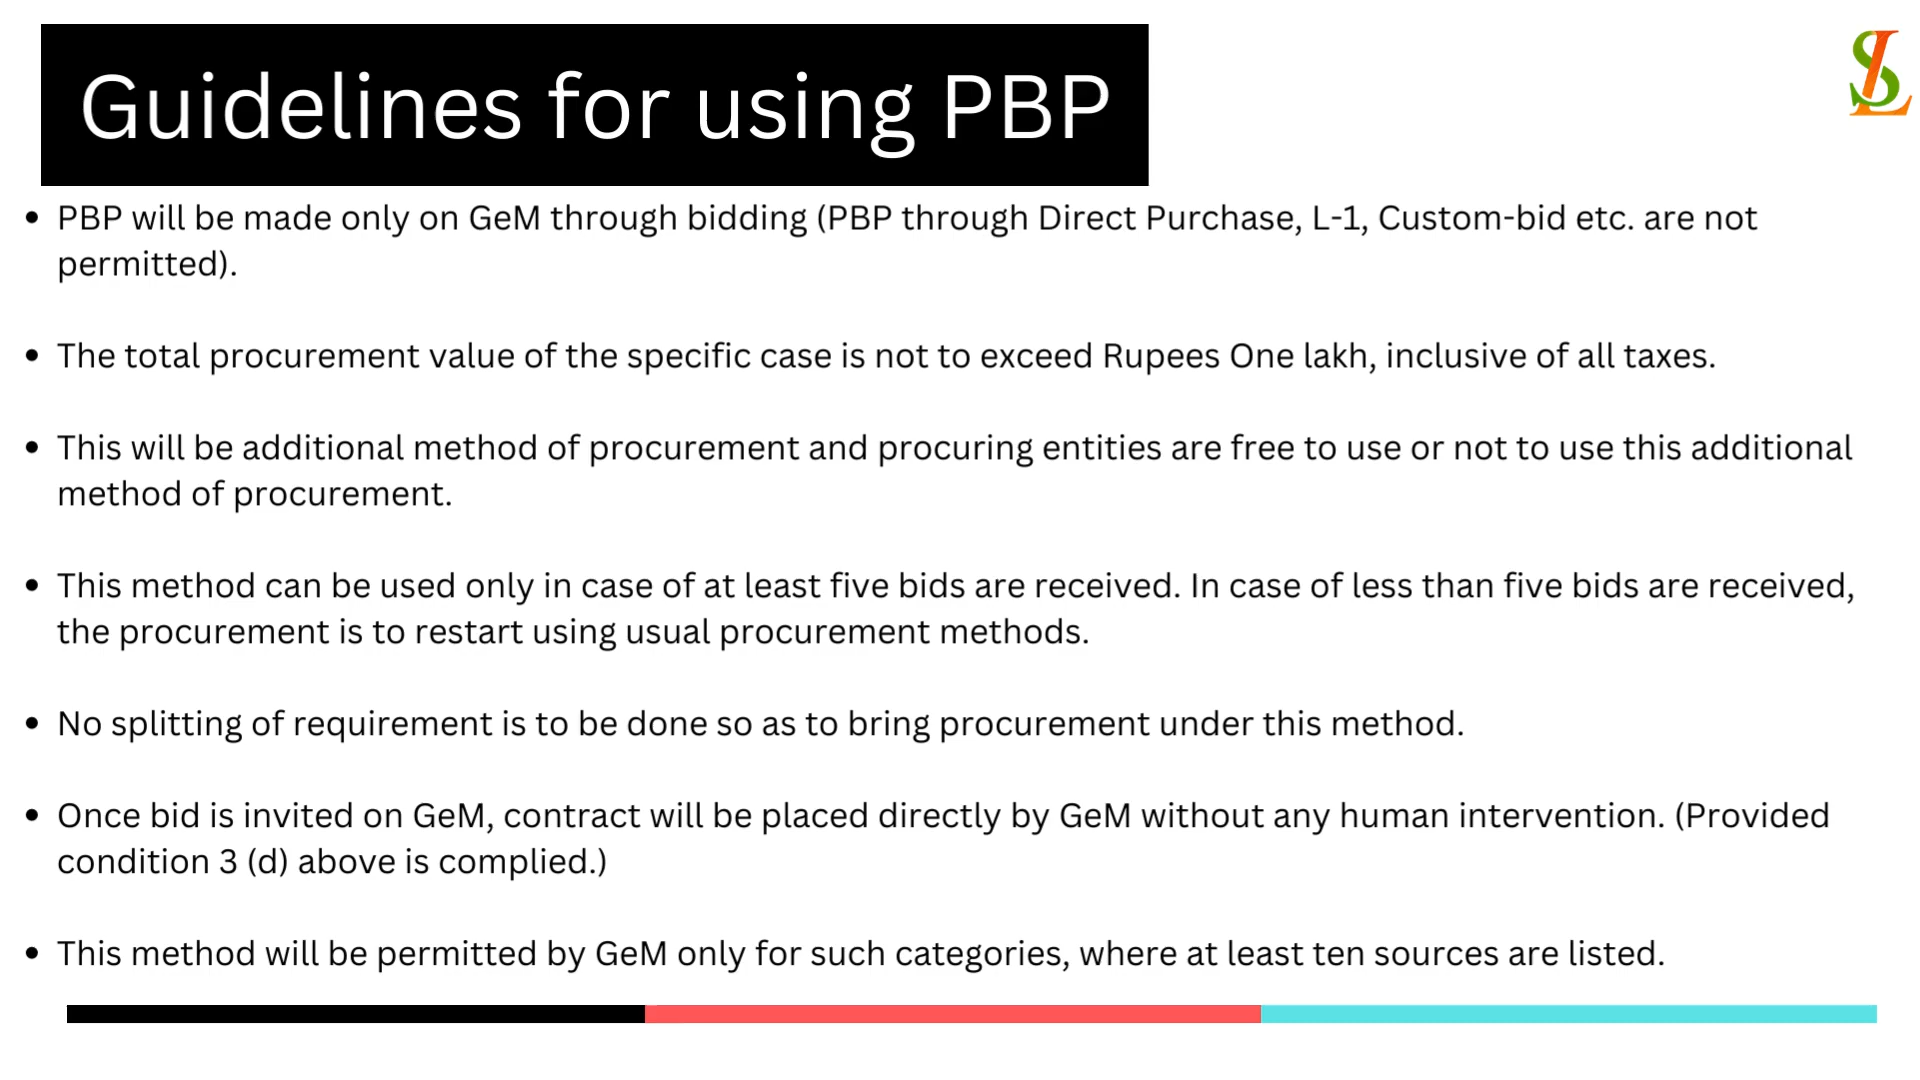 Guidelines for using PBP
SL
• PBP will be made only on GeM through bidding (PBP through Direct Purchase, L-1, Custom-bid etc. are not
permitted).
• The total procurement value of the specific case is not to exceed Rupees One lakh, inclusive of all taxes.
• This will be additional method of procurement and procuring entities are free to use or not to use this additional
method of procurement.
• This method can be used only in case of at least five bids are received. In case of less than five bids are received,
the procurement is to restart using usual procurement methods.
• No splitting of requirement is to be done so as to bring procurement under this method.
• Once bid is invited on GeM, contract will be placed directly by GeM without any human intervention. (Provided
condition 3 (d) above is complied.)
• This method will be permitted by GeM only for such categories, where at least ten sources are listed.